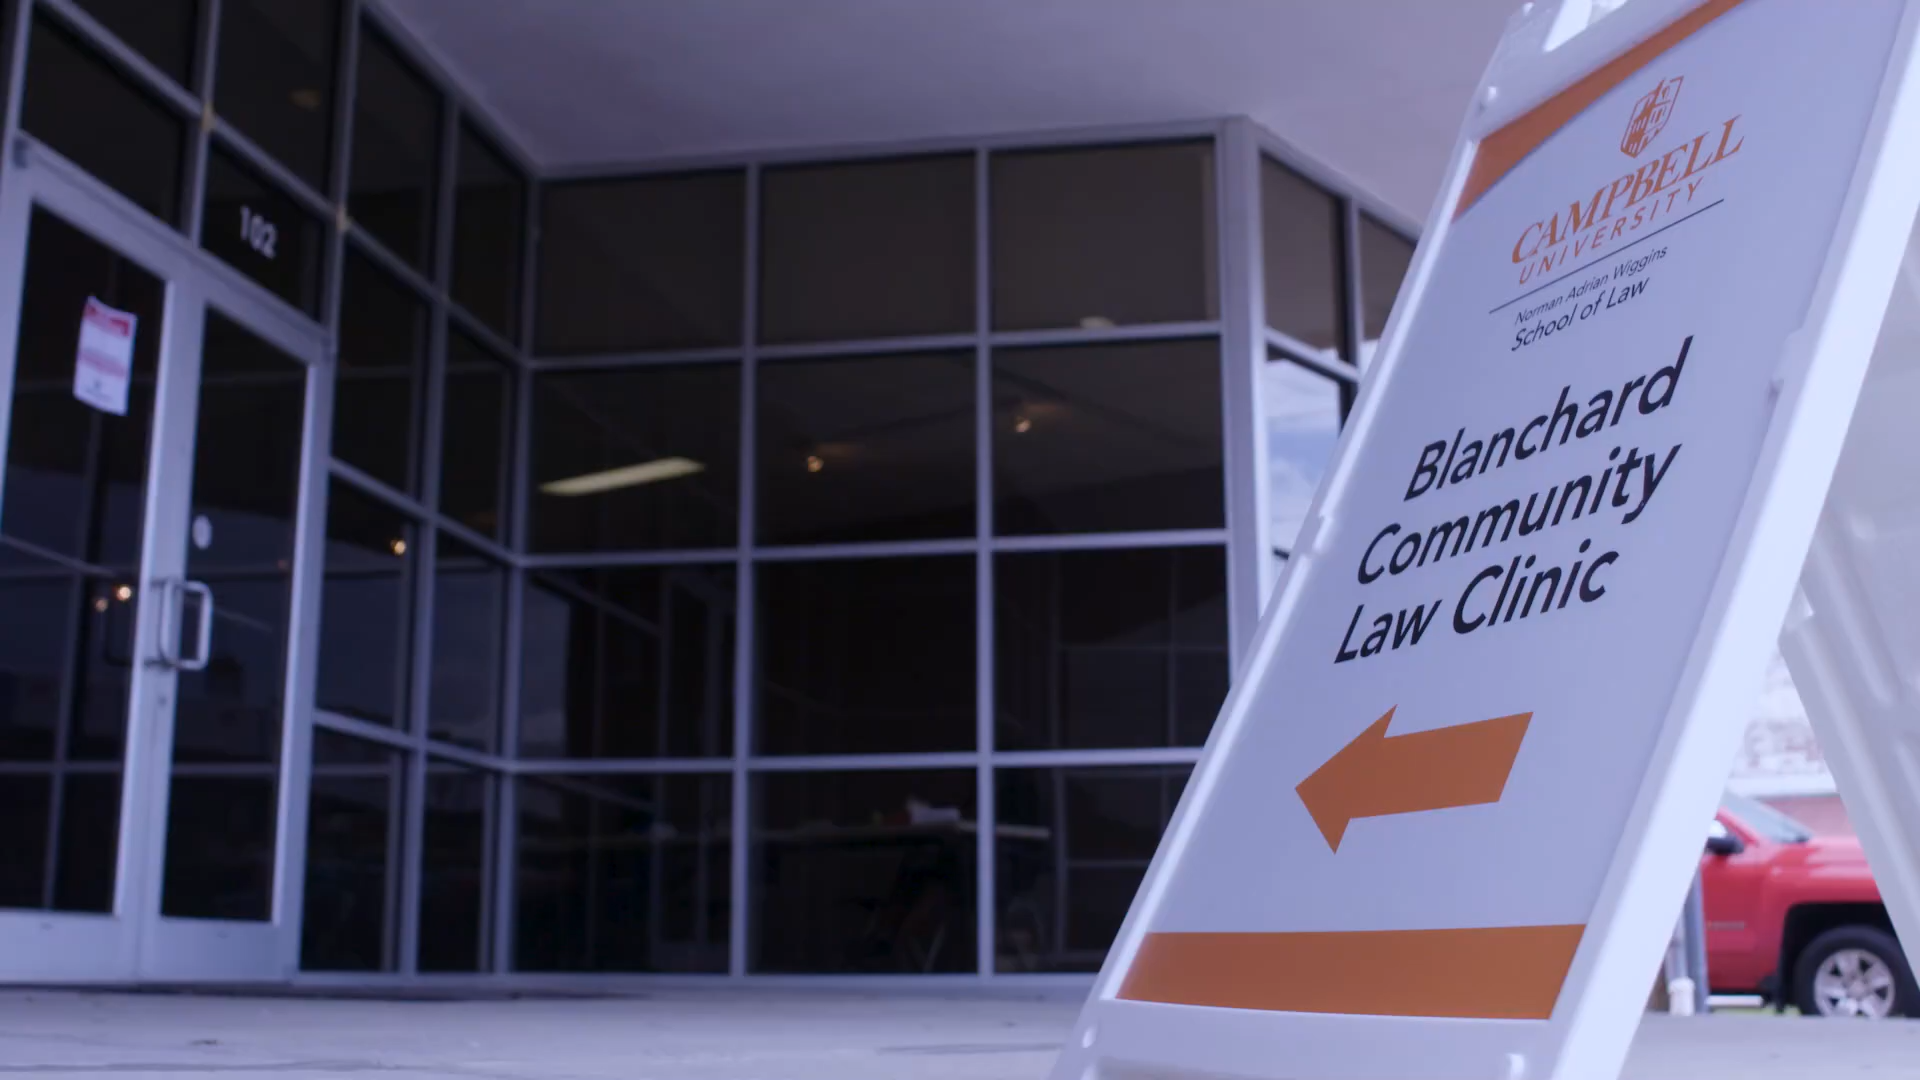 102
CAMPBELL
UNIVERSITY
Norman Adrian Wiggins
School of Law
Blanchard
Community
Law Clinic